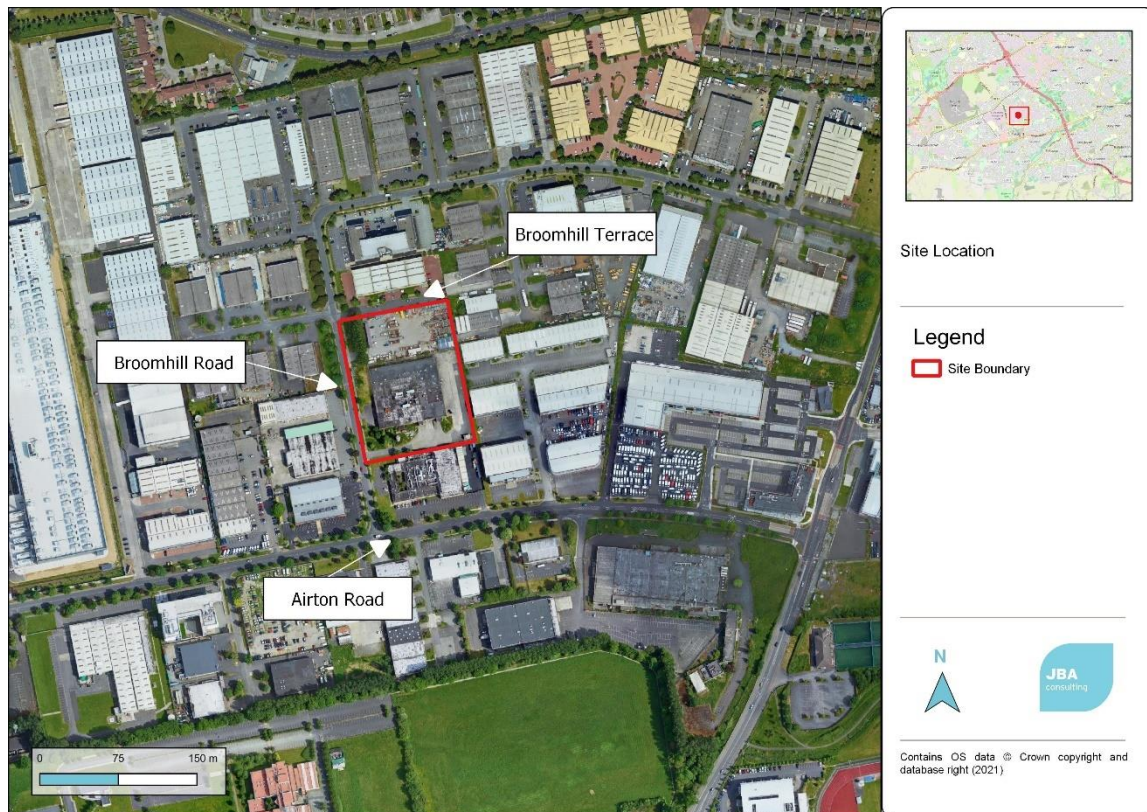 Broomhill Terrace
Broomhill Road
Airton Road
0 75 150 m
Site Location
Legend
Site Boundary
N
JBA
consulting
Contains OS data © Crown copyright and
database right (2021)